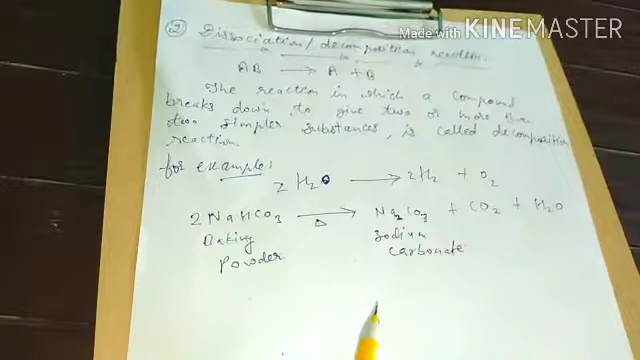 Made with KINEMASTER
② Dissociation/decomposition reaction:
AB → A + B
The reaction in which a compound
breaks down to give two or more than
two simpler substances, is called decomposition
reaction.
for example:
2 H₂O → 2H₂ + O₂
2 NaHCO₃ →Δ Na₂CO₃ + CO₂ + H₂O
Baking Sodium
Powder Carbonate